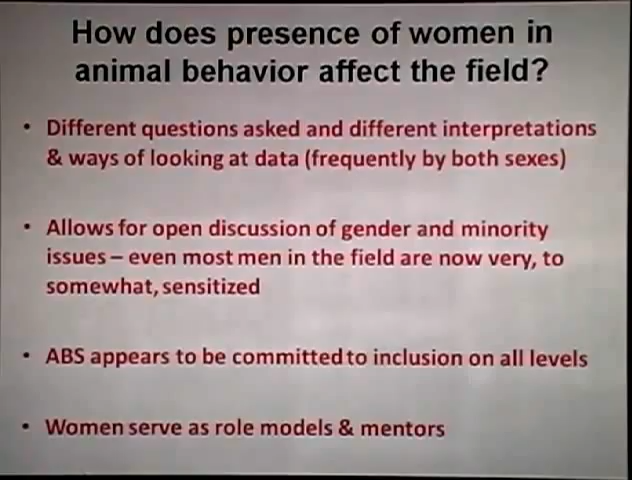 How does presence of women in
animal behavior affect the field?
• Different questions asked and different interpretations
& ways of looking at data (frequently by both sexes)
• Allows for open discussion of gender and minority
issues – even most men in the field are now very, to
somewhat, sensitized
• ABS appears to be committed to inclusion on all levels
• Women serve as role models & mentors